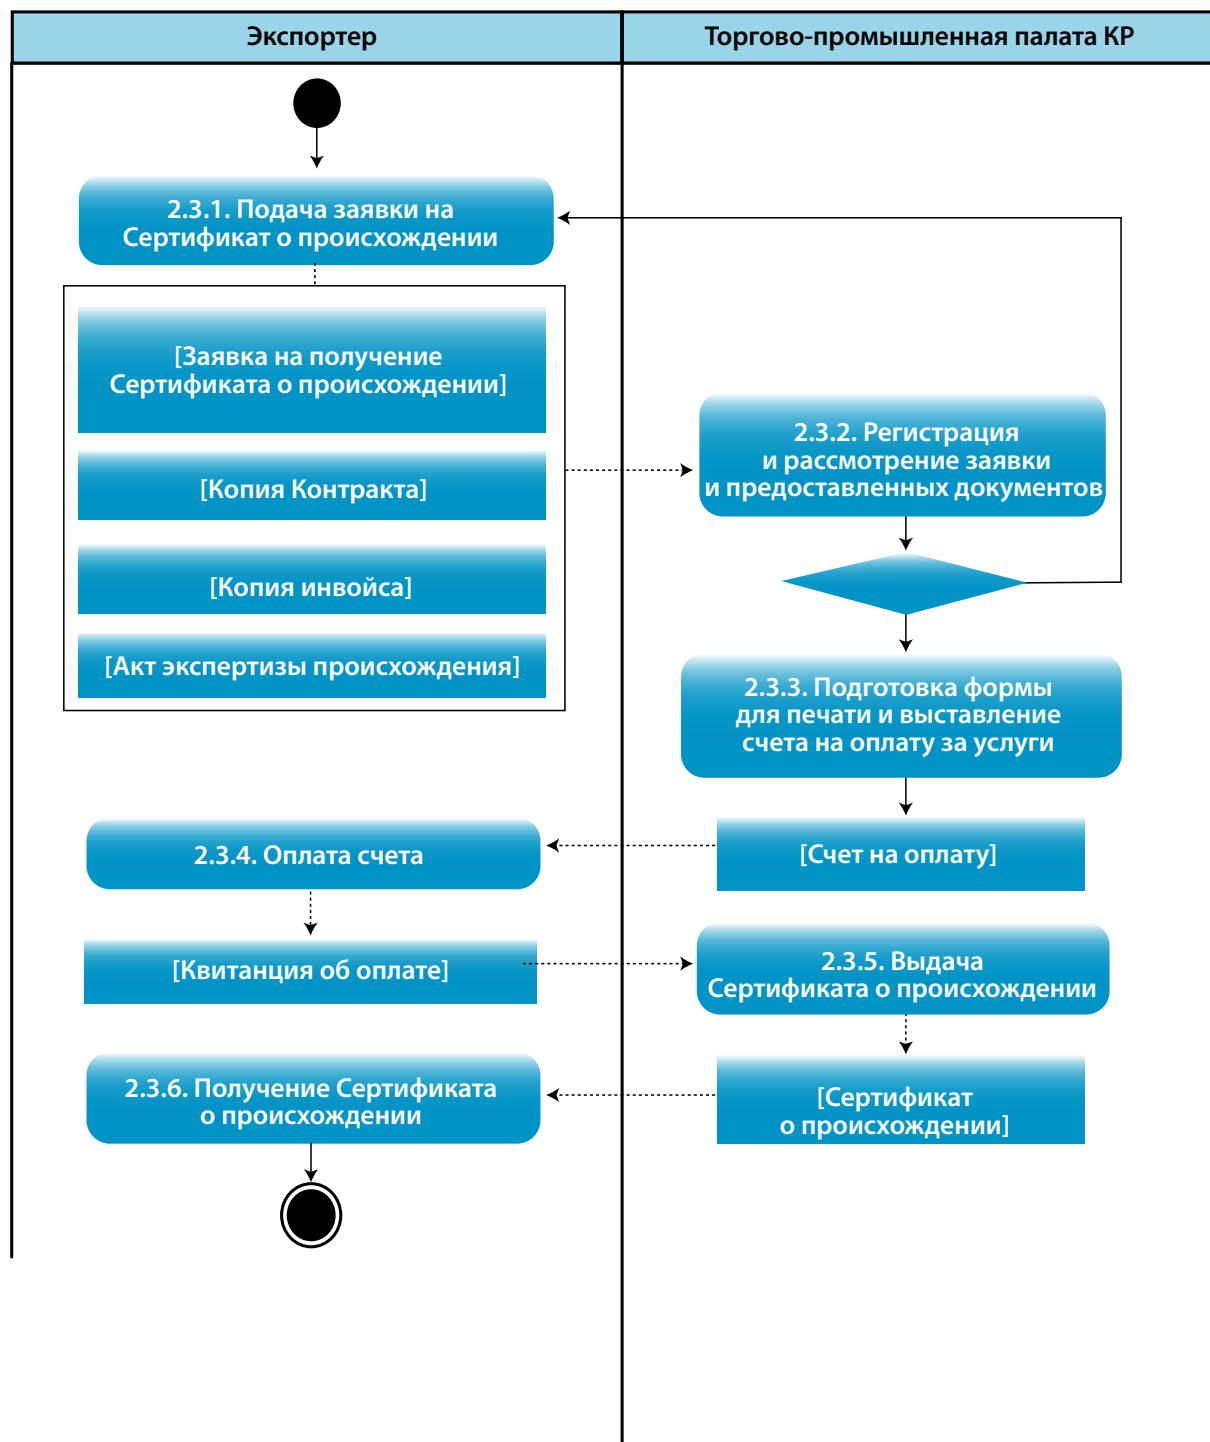 Экспортер
Торгово-промышленная палата КР
2.3.1. Подача заявки на
Сертификат о происхождении
[Заявка на получение
Сертификата о происхождении]
[Копия Контракта]
[Копия инвойса]
[Акт экспертизы происхождения]
2.3.2. Регистрация
и рассмотрение заявки
и предоставленных документов
2.3.3. Подготовка формы
для печати и выставление
счета на оплату за услуги
[Счет на оплату]
2.3.4. Оплата счета
[Квитанция об оплате]
2.3.5. Выдача
Сертификата о происхождении
[Сертификат
о происхождении]
2.3.6. Получение Сертификата
о происхождении